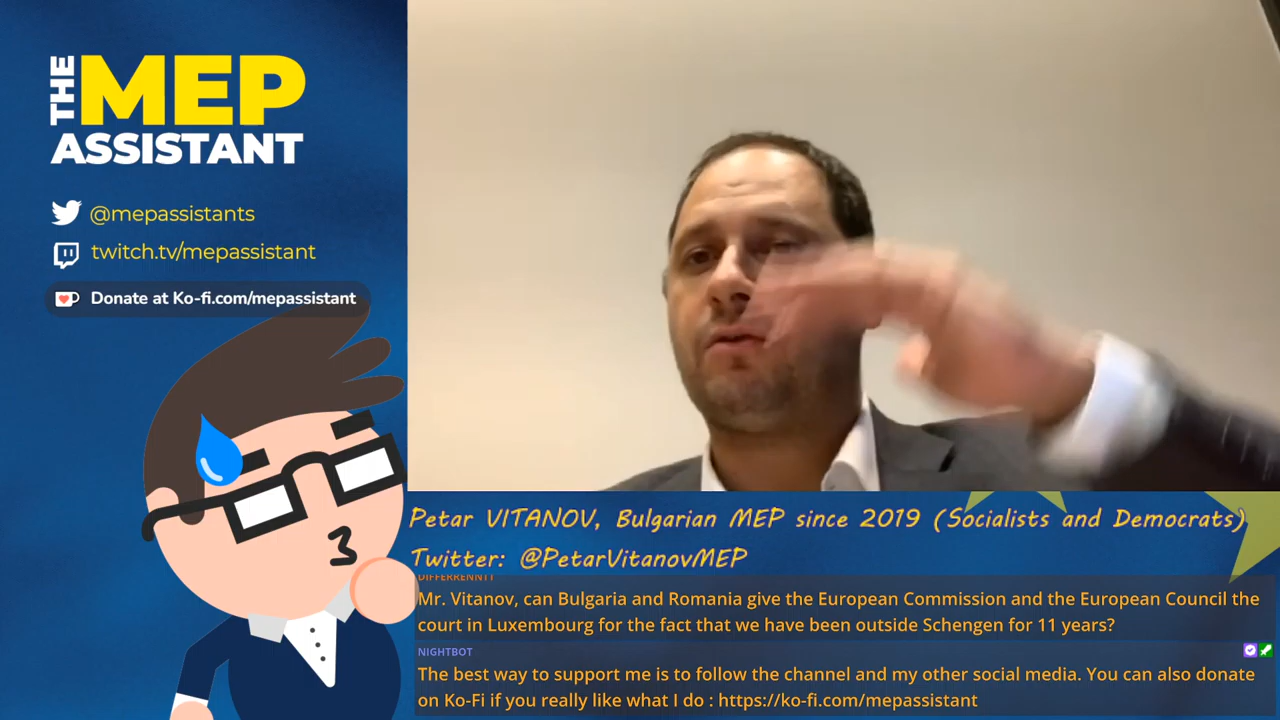 THE
MEP
ASSISTANT
@mepassistants
twitch.tv/mepassistant
Donate at Ko-fi.com/mepassistant
Petar VITANOV, Bulgarian MEP since 2019 (Socialists and Democrats)
Twitter: @PetarVitanovMEP
DIFFERRENNTT
Mr. Vitanov, can Bulgaria and Romania give the European Commission and the European Council the
court in Luxembourg for the fact that we have been outside Schengen for 11 years?
NIGHTBOT
The best way to support me is to follow the channel and my other social media. You can also donate
on Ko-Fi if you really like what I do : https://ko-fi.com/mepassistant